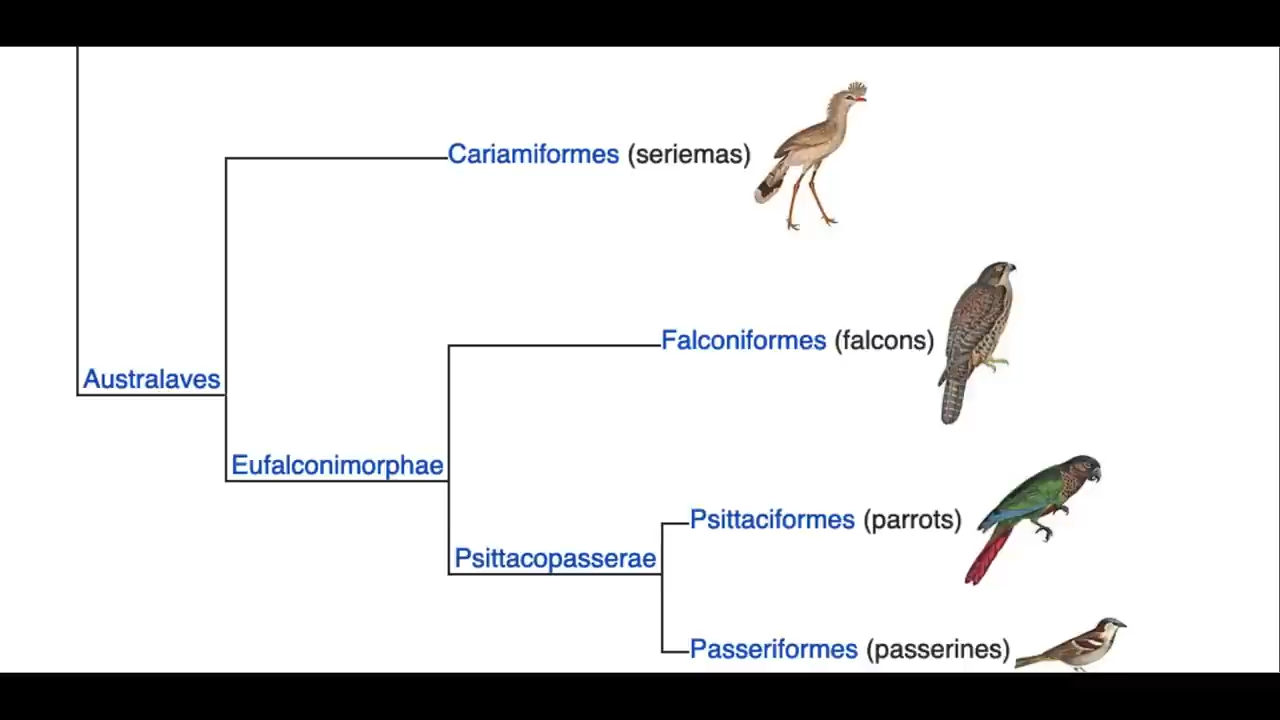 Cariamiformes (seriemas)
Falconiformes (falcons)
Australaves
Eufalconimorphae
Psittaciformes (parrots)
Psittacopasserae
Passeriformes (passerines)